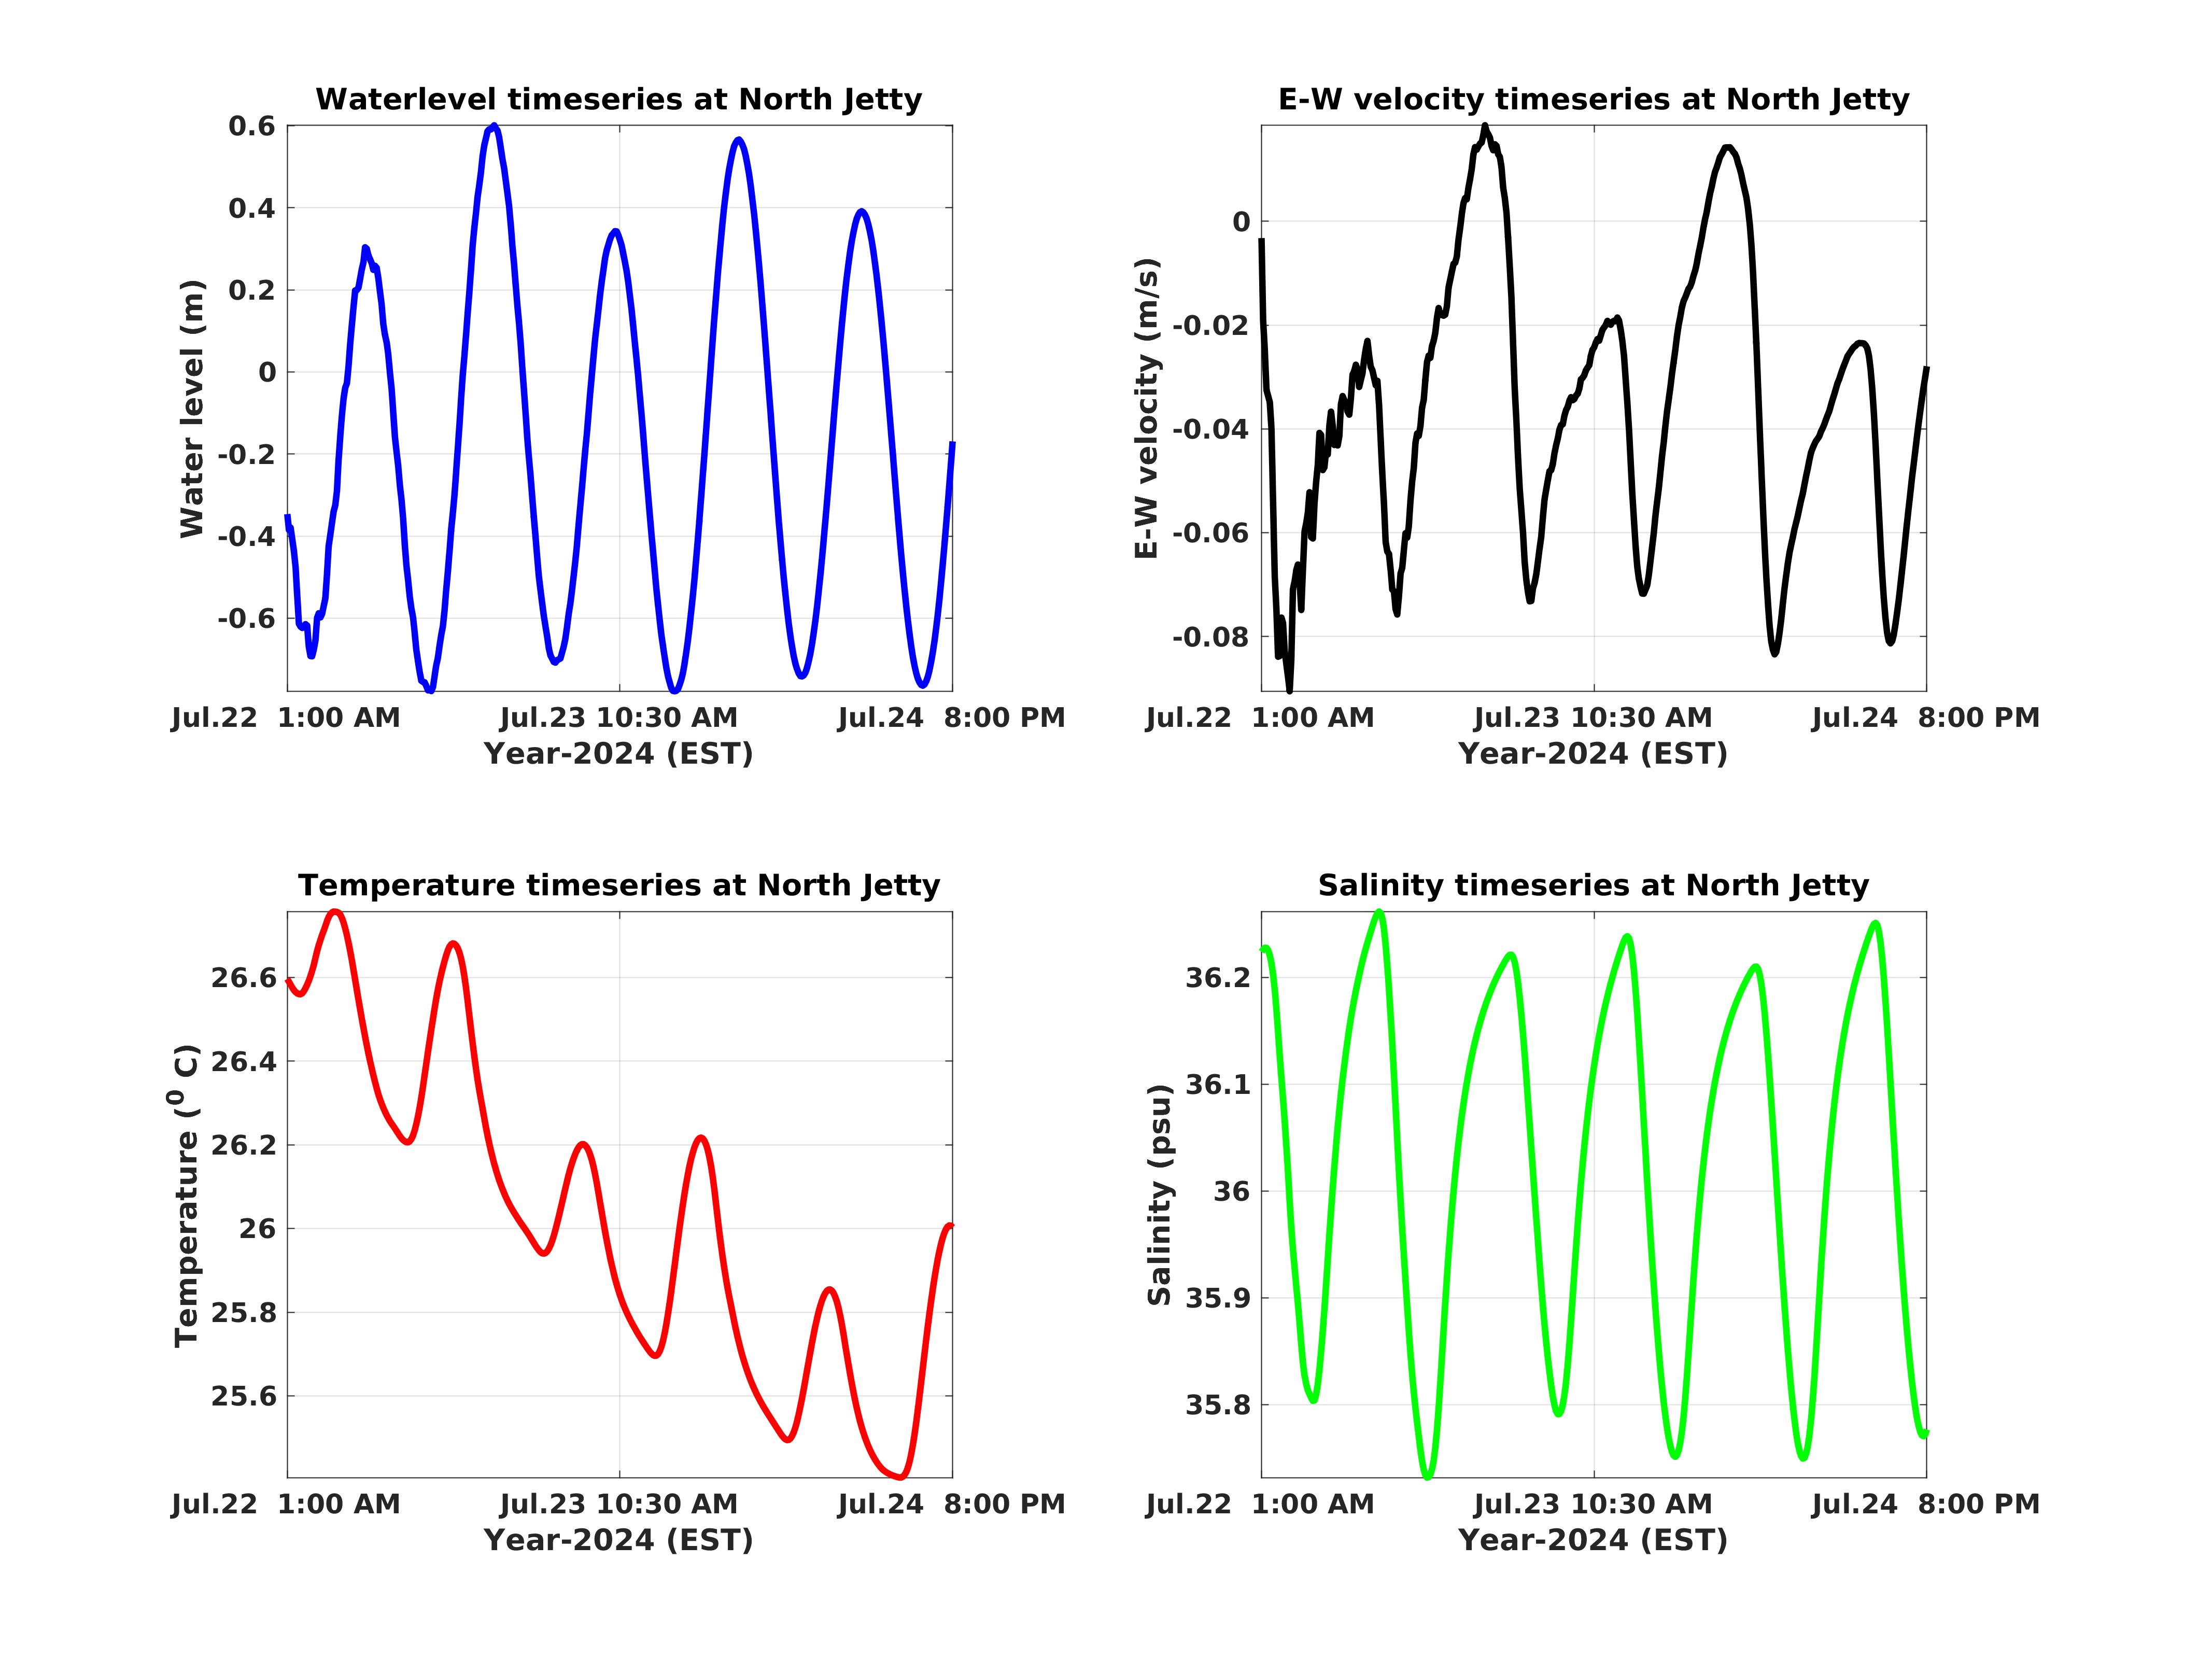 Waterlevel timeseries at North Jetty
0.6
0.4
0.2
0
-0.2
-0.4
-0.6
Water level (m)
Jul.22  1:00 AM
Jul.23 10:30 AM
Jul.24  8:00 PM
Year-2024 (EST)
E-W velocity timeseries at North Jetty
0
-0.02
-0.04
-0.06
-0.08
E-W velocity (m/s)
Jul.22  1:00 AM
Jul.23 10:30 AM
Jul.24  8:00 PM
Year-2024 (EST)
Temperature timeseries at North Jetty
26.6
26.4
26.2
26
25.8
25.6
Temperature (⁰ C)
Jul.22  1:00 AM
Jul.23 10:30 AM
Jul.24  8:00 PM
Year-2024 (EST)
Salinity timeseries at North Jetty
36.2
36.1
36
35.9
35.8
Salinity (psu)
Jul.22  1:00 AM
Jul.23 10:30 AM
Jul.24  8:00 PM
Year-2024 (EST)